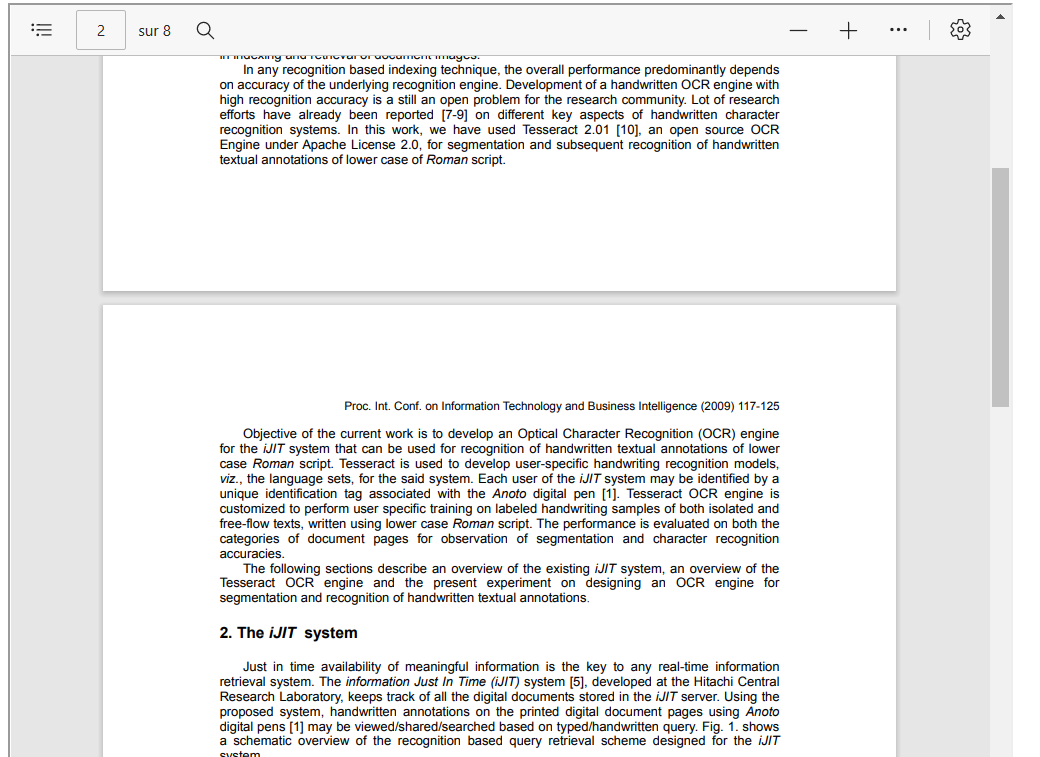 2 sur 8
in indexing and retrieval of document images.
In any recognition based indexing technique, the overall performance predominantly depends
on accuracy of the underlying recognition engine. Development of a handwritten OCR engine with
high recognition accuracy is a still an open problem for the research community. Lot of research
efforts have already been reported [7-9] on different key aspects of handwritten character
recognition systems. In this work, we have used Tesseract 2.01 [10], an open source OCR
Engine under Apache License 2.0, for segmentation and subsequent recognition of handwritten
textual annotations of lower case of Roman script.
Proc. Int. Conf. on Information Technology and Business Intelligence (2009) 117-125
Objective of the current work is to develop an Optical Character Recognition (OCR) engine
for the iJIT system that can be used for recognition of handwritten textual annotations of lower
case Roman script. Tesseract is used to develop user-specific handwriting recognition models,
viz., the language sets, for the said system. Each user of the iJIT system may be identified by a
unique identification tag associated with the Anoto digital pen [1]. Tesseract OCR engine is
customized to perform user specific training on labeled handwriting samples of both isolated and
free-flow texts, written using lower case Roman script. The performance is evaluated on both the
categories of document pages for observation of segmentation and character recognition
accuracies.
The following sections describe an overview of the existing iJIT system, an overview of the
Tesseract OCR engine and the present experiment on designing an OCR engine for
segmentation and recognition of handwritten textual annotations.
2. The iJIT system
Just in time availability of meaningful information is the key to any real-time information
retrieval system. The information Just In Time (iJIT) system [5], developed at the Hitachi Central
Research Laboratory, keeps track of all the digital documents stored in the iJIT server. Using the
proposed system, handwritten annotations on the printed digital document pages using Anoto
digital pens [1] may be viewed/shared/searched based on typed/handwritten query. Fig. 1. shows
a schematic overview of the recognition based query retrieval scheme designed for the iJIT
system.